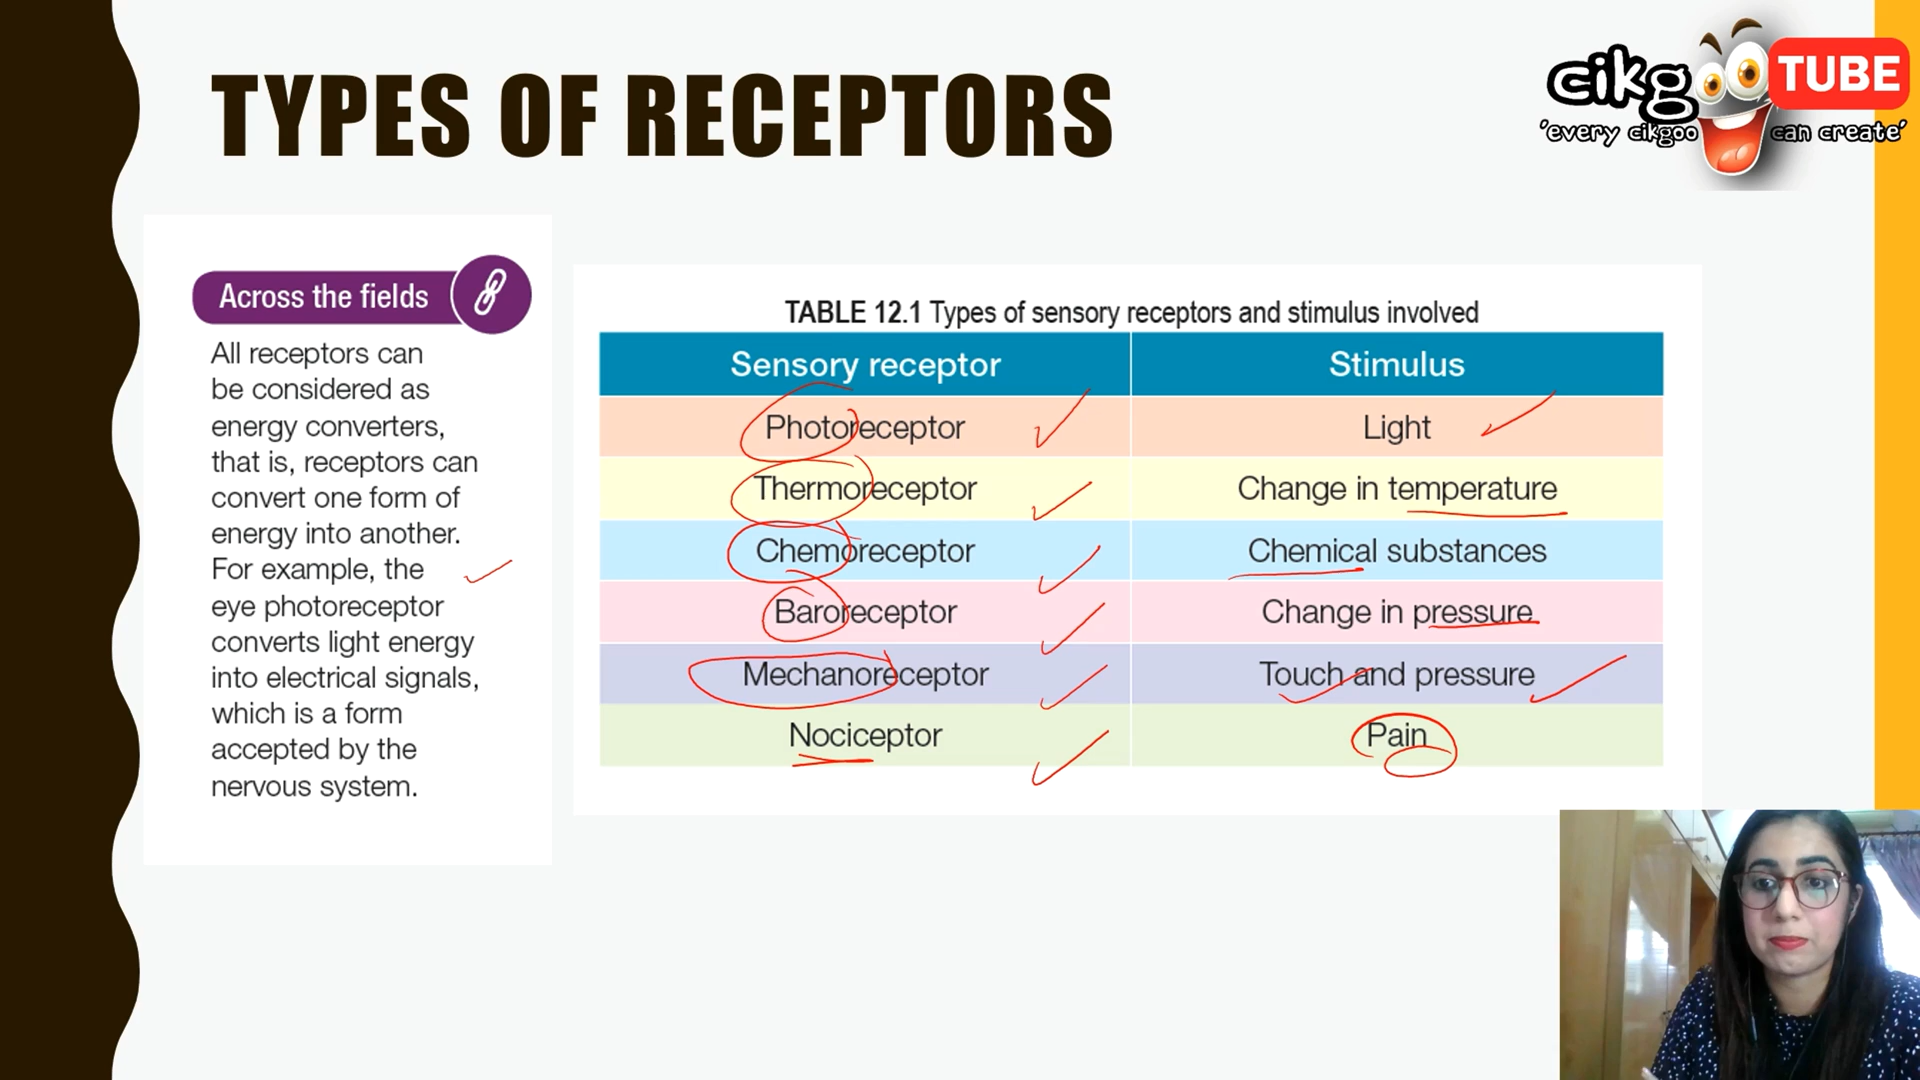 TYPES OF RECEPTORS
cikgoo TUBE
'every cikgoo can create'
Across the fields
All receptors can
be considered as
energy converters,
that is, receptors can
convert one form of
energy into another.
For example, the
eye photoreceptor
converts light energy
into electrical signals,
which is a form
accepted by the
nervous system.
TABLE 12.1 Types of sensory receptors and stimulus involved
Sensory receptor Stimulus
Photoreceptor Light
Thermoreceptor Change in temperature
Chemoreceptor Chemical substances
Baroreceptor Change in pressure
Mechanoreceptor Touch and pressure
Nociceptor Pain